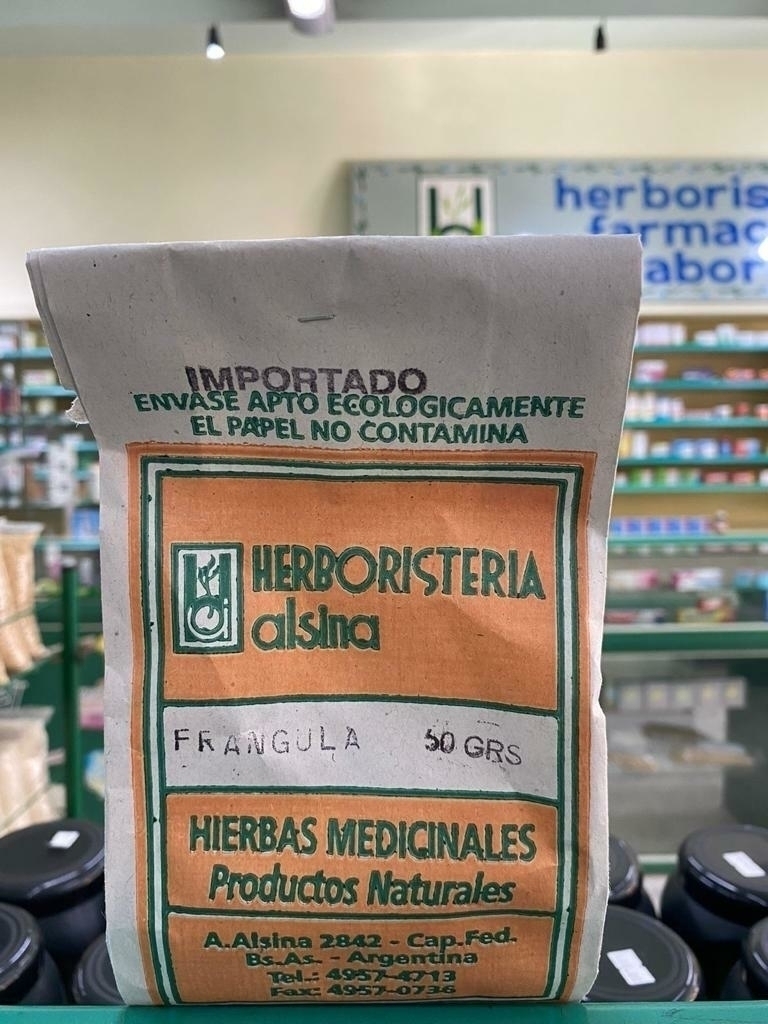 herboris
farmac
labor
IMPORTADO
ENVASE APTO ECOLOGICAMENTE
EL PAPEL NO CONTAMINA
HERBORISTERIA
alsina
FRANGULA 50 GRS
HIERBAS MEDICINALES
Productos Naturales
A.Alsina 2842 - Cap.Fed.
Bs.As. - Argentina
Tel.: 4957-4713
Fax: 4957-0736